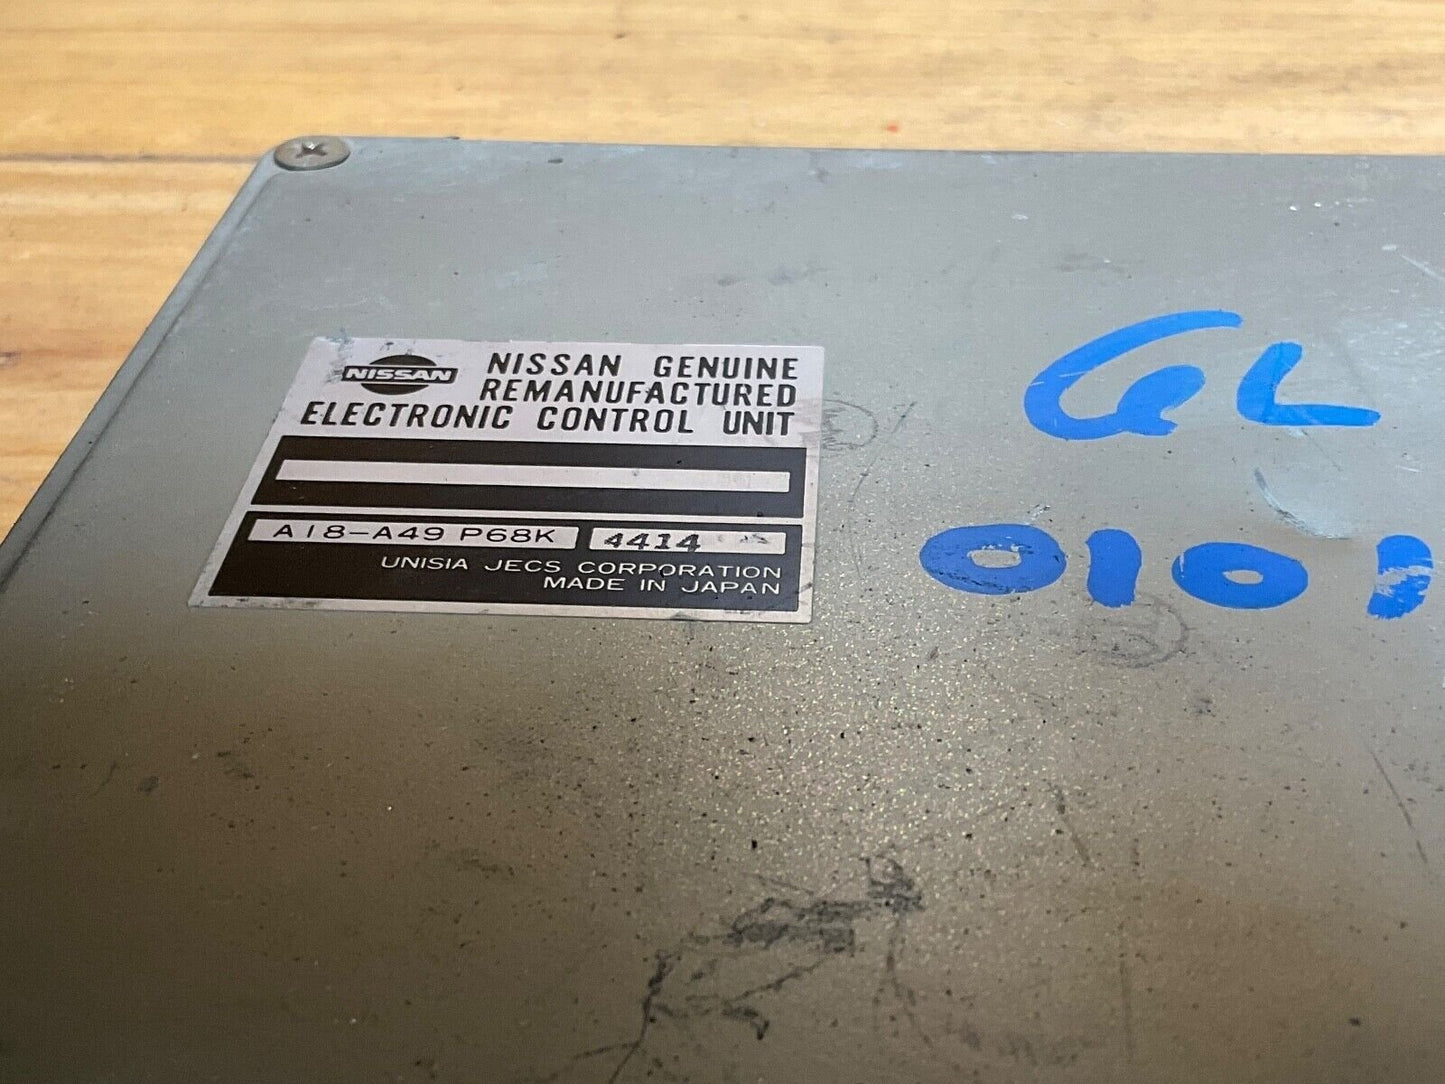 NISSAN
NISSAN GENUINE
REMANUFACTURED
ELECTRONIC CONTROL UNIT
A18-A49 P68K
4414
UNISIA JECS CORPORATION
MADE IN JAPAN
GL
0101